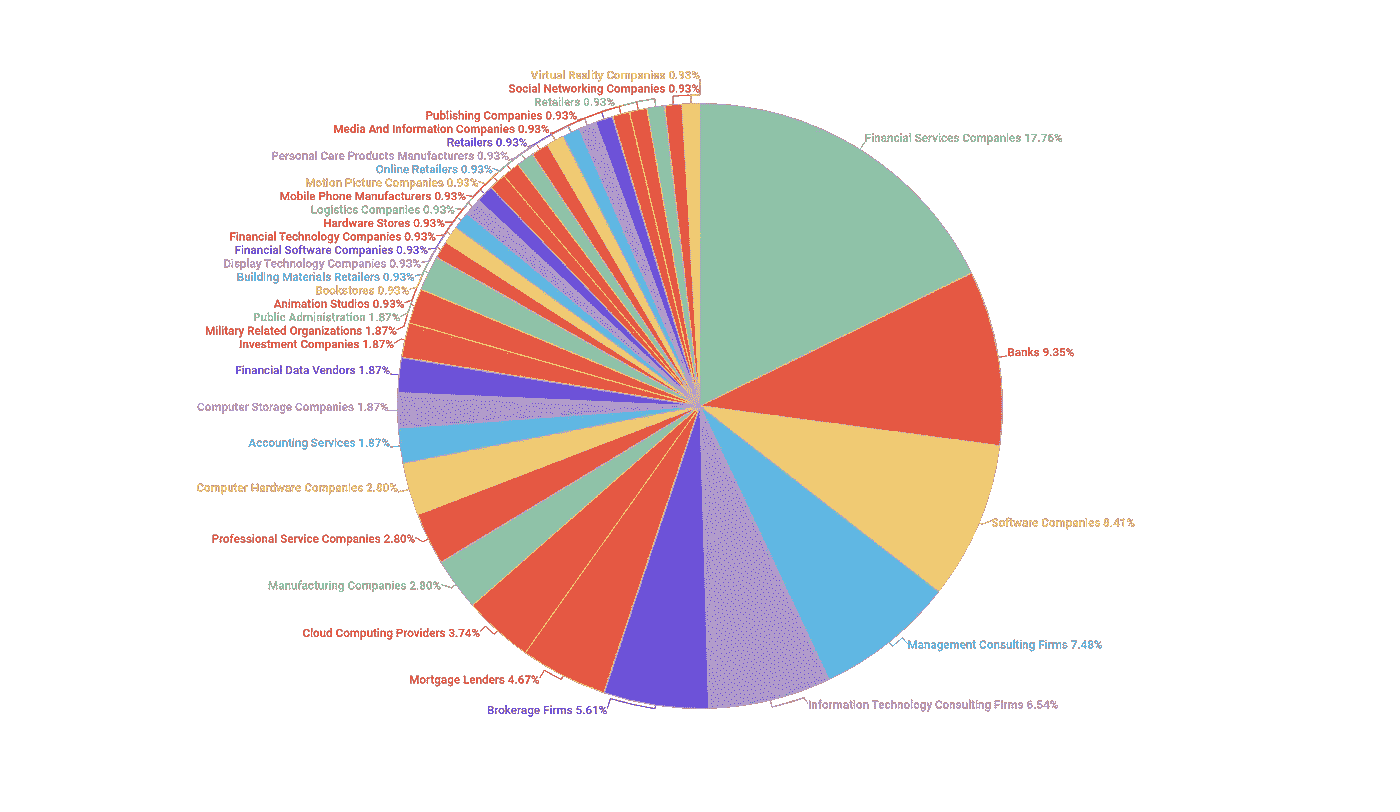 Virtual Reality Companies 0.93%
Social Networking Companies 0.93%
Retailers 0.93%
Publishing Companies 0.93%
Media And Information Companies 0.93%
Retailers 0.93%
Personal Care Products Manufacturers 0.93%
Online Retailers 0.93%
Motion Picture Companies 0.93%
Mobile Phone Manufacturers 0.93%
Logistics Companies 0.93%
Hardware Stores 0.93%
Financial Technology Companies 0.93%
Financial Software Companies 0.93%
Display Technology Companies 0.93%
Building Materials Retailers 0.93%
Bookstores 0.93%
Animation Studios 0.93%
Public Administration 1.87%
Military Related Organizations 1.87%
Investment Companies 1.87%
Financial Data Vendors 1.87%
Computer Storage Companies 1.87%
Accounting Services 1.87%
Computer Hardware Companies 2.80%
Professional Service Companies 2.80%
Manufacturing Companies 2.80%
Cloud Computing Providers 3.74%
Mortgage Lenders 4.67%
Brokerage Firms 5.61%
Financial Services Companies 17.76%
Banks 9.35%
Software Companies 8.41%
Management Consulting Firms 7.48%
Information Technology Consulting Firms 6.54%